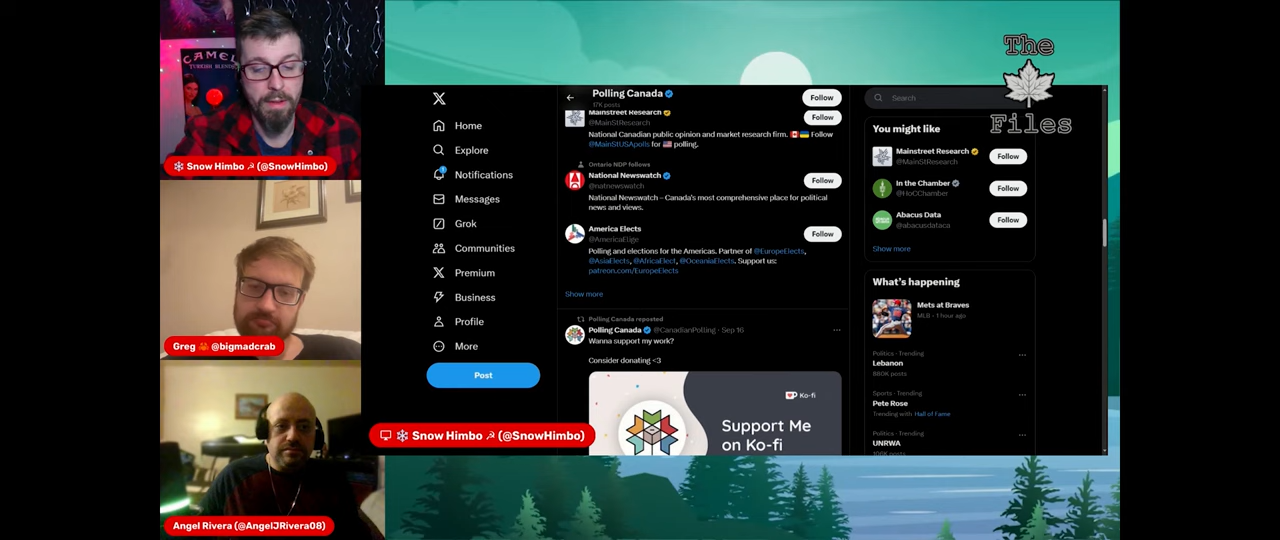 CAMEL
TURKISH BLEND
❄ Snow Himbo ☭ (@SnowHimbo)
Greg 🦀 @bigmadcrab
Angel Rivera (@AngelJRivera08)
The
Files
Home
Explore
1
Notifications
Messages
Grok
Communities
Premium
Business
Profile
More
Post
❄ Snow Himbo ☭ (@SnowHimbo)
Polling Canada
17K posts
Follow
Mainstreet Research
@MainStResearch
Follow
National Canadian public opinion and market research firm. 🇨🇦🇺🇦 Follow
@MainStUSApolls for 🇺🇸 polling.
Ontario NDP follows
National Newswatch
@natnewswatch
Follow
National Newswatch – Canada's most comprehensive place for political
news and views.
America Elects
@AmericaElige
Follow
Polling and elections for the Americas. Partner of @EuropeElects,
@AsiaElects, @AfricaElect, @OceaniaElects. Support us:
patreon.com/EuropeElects
Show more
Polling Canada reposted
Polling Canada @CanadianPolling · Sep 16
Wanna support my work?
Consider donating <3
Ko-fi
Support Me
on Ko-fi
Search
You might like
Mainstreet Research
@MainStResearch
Follow
In the Chamber
@HoCChamber
Follow
Abacus Data
@abacusdataca
Follow
Show more
What's happening
Mets at Braves
MLB · 1 hour ago
Politics · Trending
Lebanon
880K posts
Sports · Trending
Pete Rose
Trending with Hall of Fame
Politics · Trending
UNRWA
106K posts